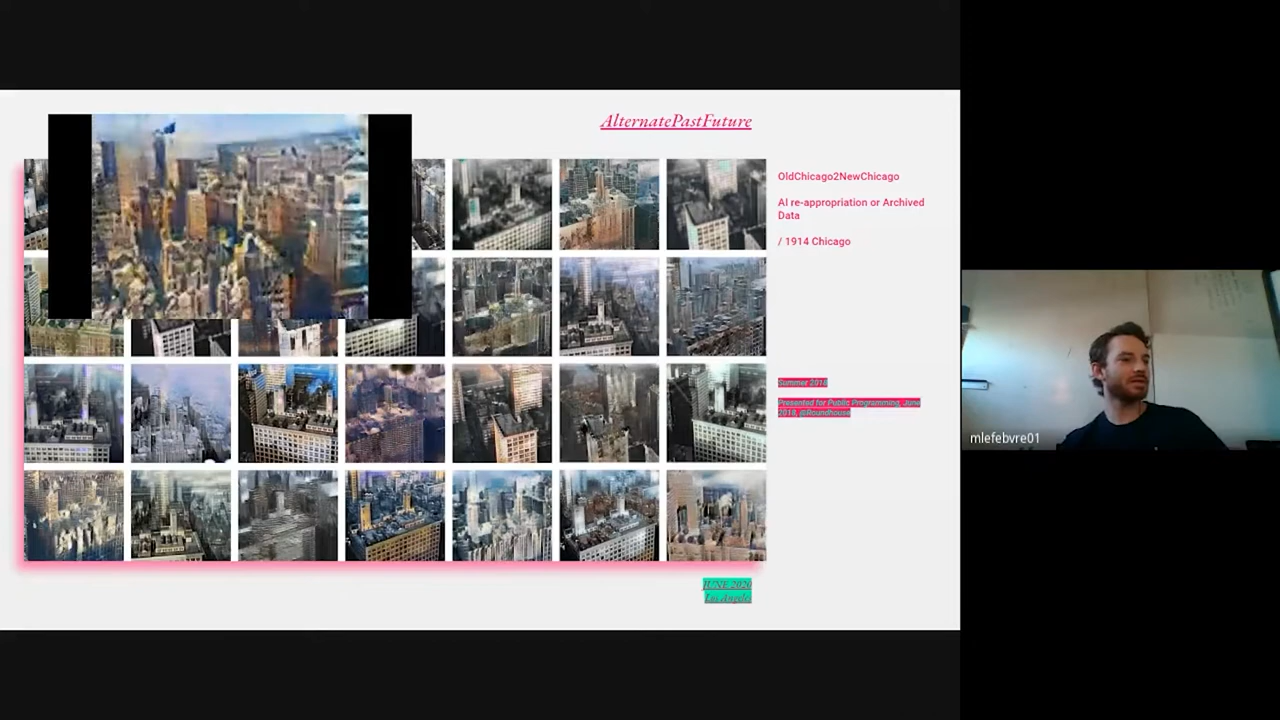 AlternatePastFuture
OldChicago2NewChicago
AI re-appropriation or Archived
Data
/ 1914 Chicago
Summer 2018
Presented for Public Programming, June
2018, @Roundhouse
mlefebvre01
JUNE 2020
Los Angeles